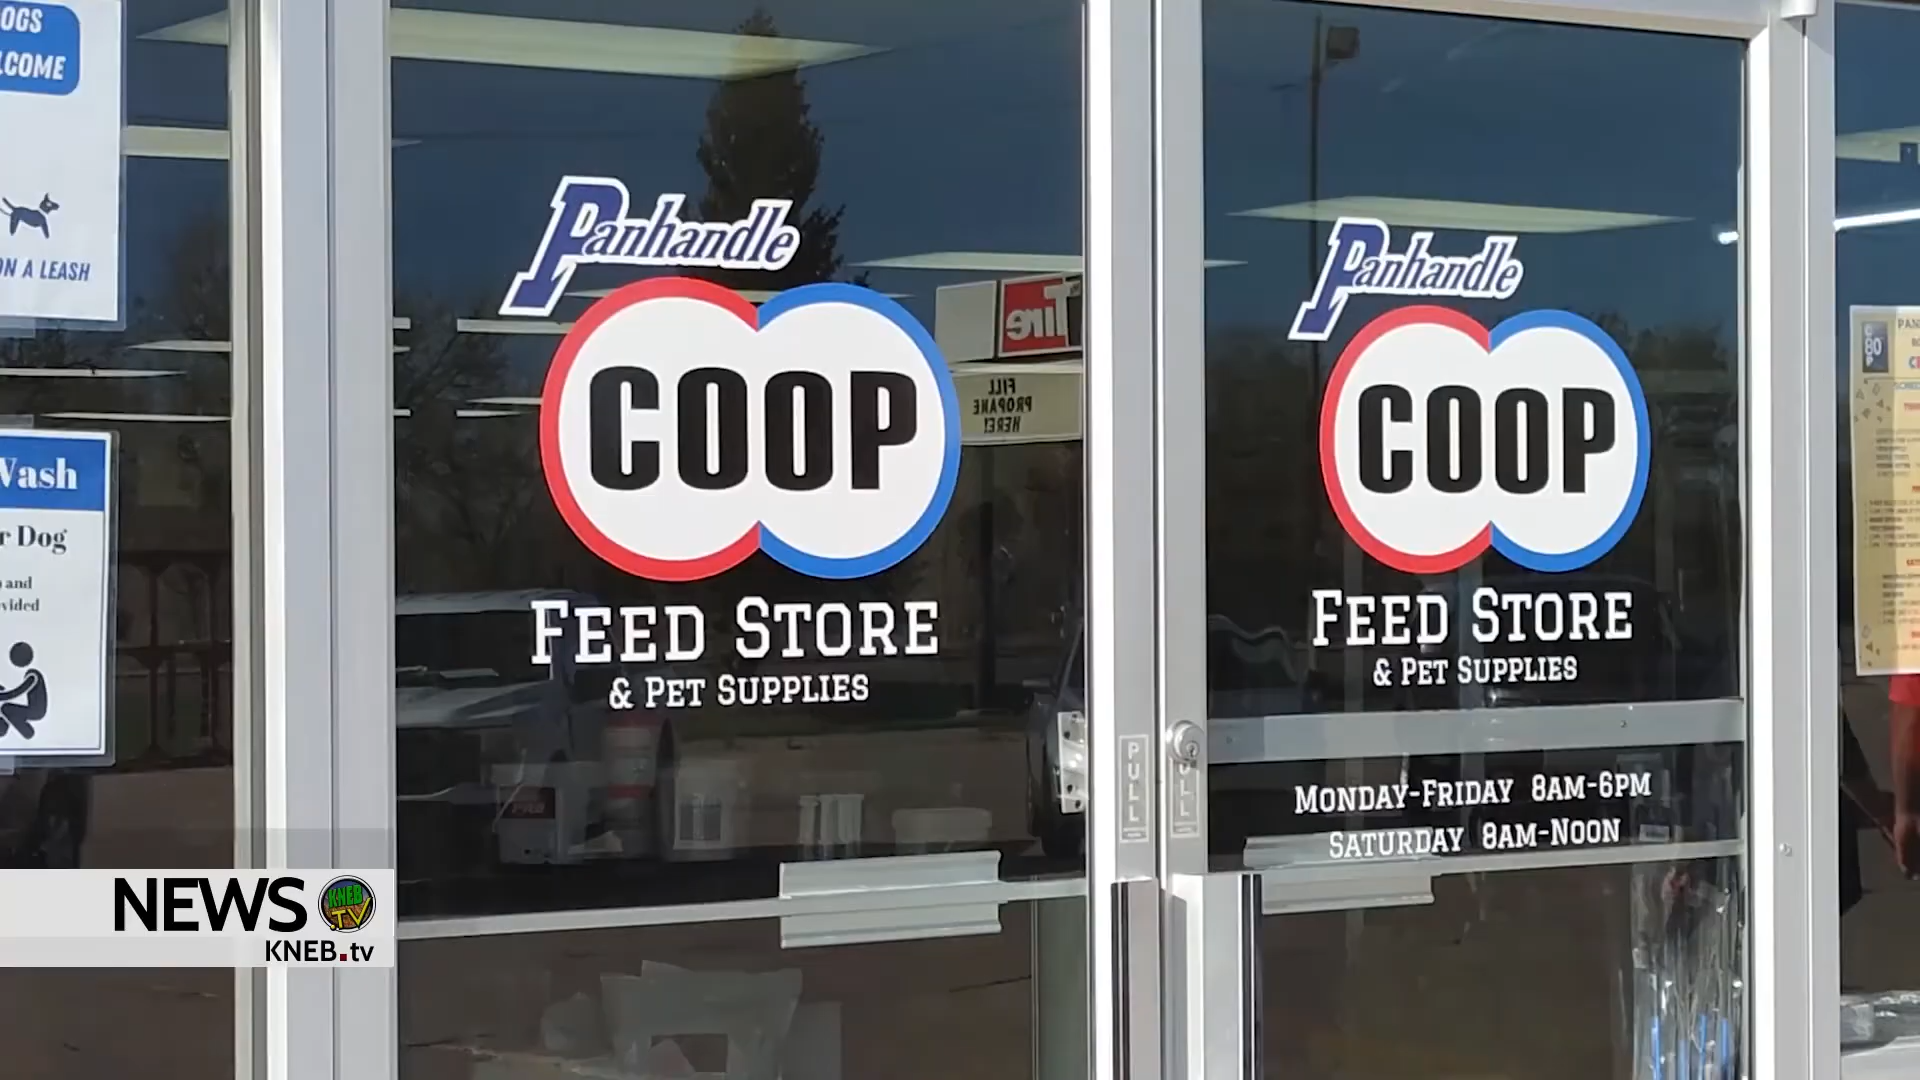 OGS
LCOME
ON A LEASH
Wash
r Dog
and
vided
Panhandle
COOP
FEED STORE
& PET SUPPLIES
Tire
FILL
PROPANE
HERE!
PULL
Panhandle
COOP
FEED STORE
& PET SUPPLIES
PULL
MONDAY-FRIDAY 8AM-6PM
SATURDAY 8AM-NOON
PAN
80
NEWS
KNEB
.TV
KNEB.tv